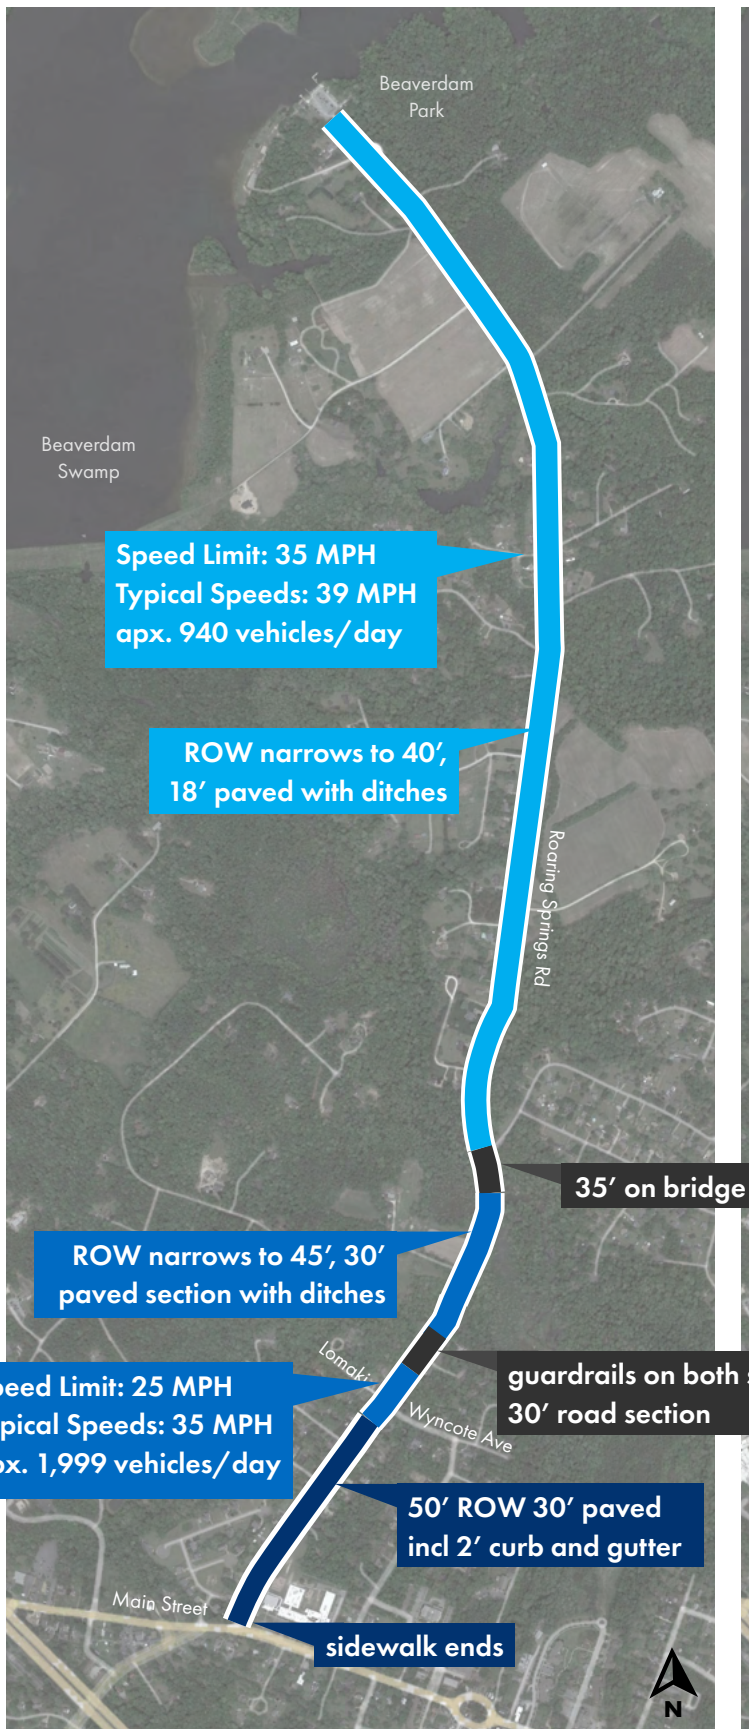 Beaverdam
Park
Beaverdam
Swamp
Speed Limit: 35 MPH
Typical Speeds: 39 MPH
apx. 940 vehicles/day
ROW narrows to 40’,
18’ paved with ditches
Roaring Springs Rd
35’ on bridge
ROW narrows to 45’, 30’
paved section with ditches
Lomaki
guardrails on both s
30’ road section
peed Limit: 25 MPH
pical Speeds: 35 MPH
px. 1,999 vehicles/day
Wyncote Ave
50’ ROW 30’ paved
incl 2’ curb and gutter
Main Street
sidewalk ends
N